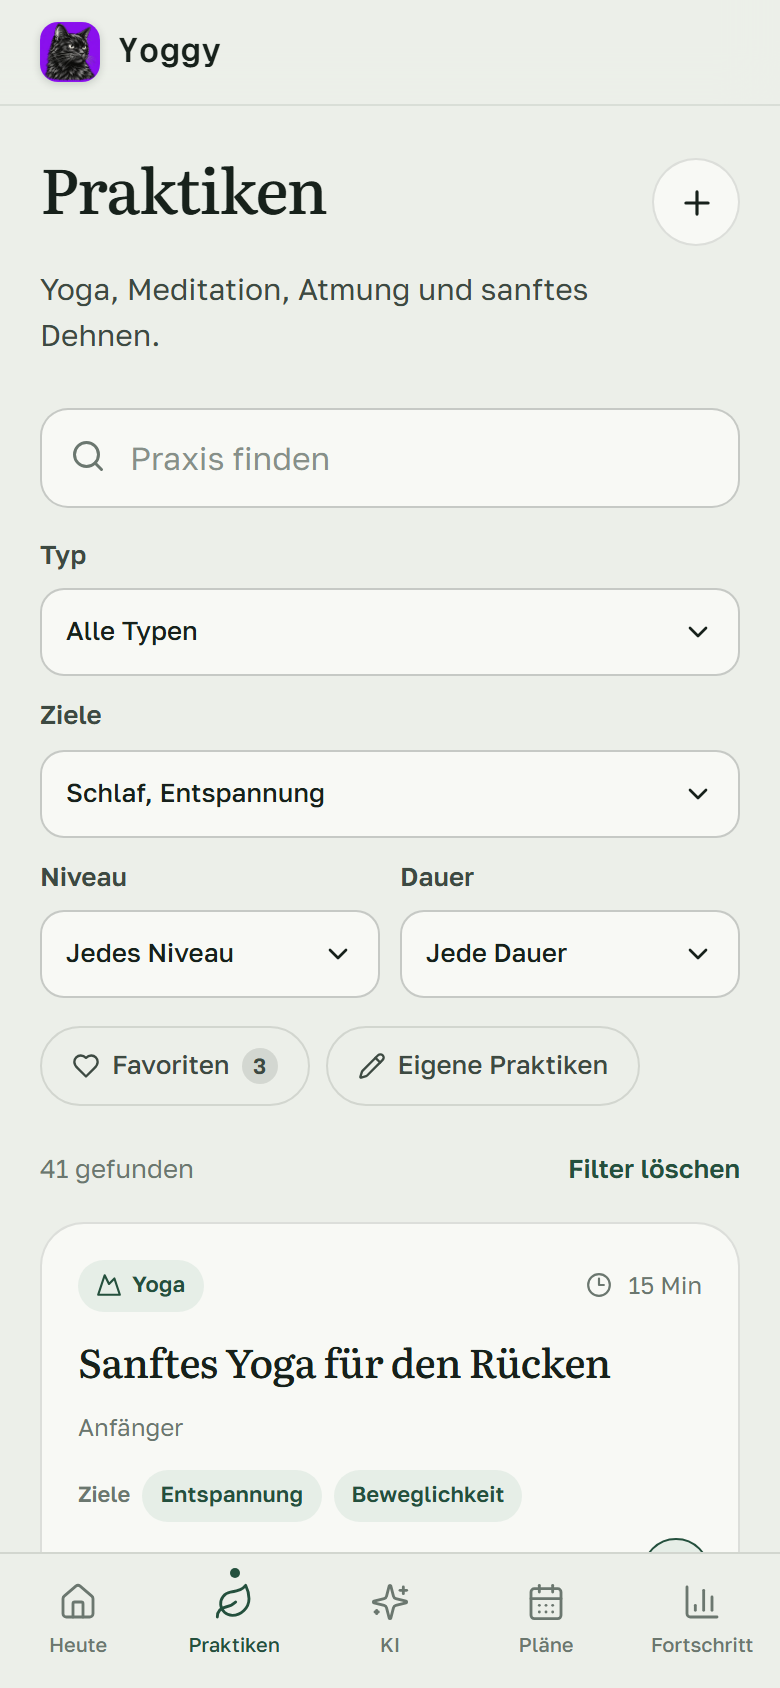 Yoggy
Praktiken
Yoga, Meditation, Atmung und sanftes
Dehnen.
Praxis finden
Typ
Alle Typen
Ziele
Schlaf, Entspannung
Niveau
Dauer
Jedes Niveau
Jede Dauer
Favoriten 3
Eigene Praktiken
41 gefunden
Filter löschen
Yoga
15 Min
Sanftes Yoga für den Rücken
Anfänger
Ziele Entspannung Beweglichkeit
Heute
Praktiken
KI
Pläne
Fortschritt